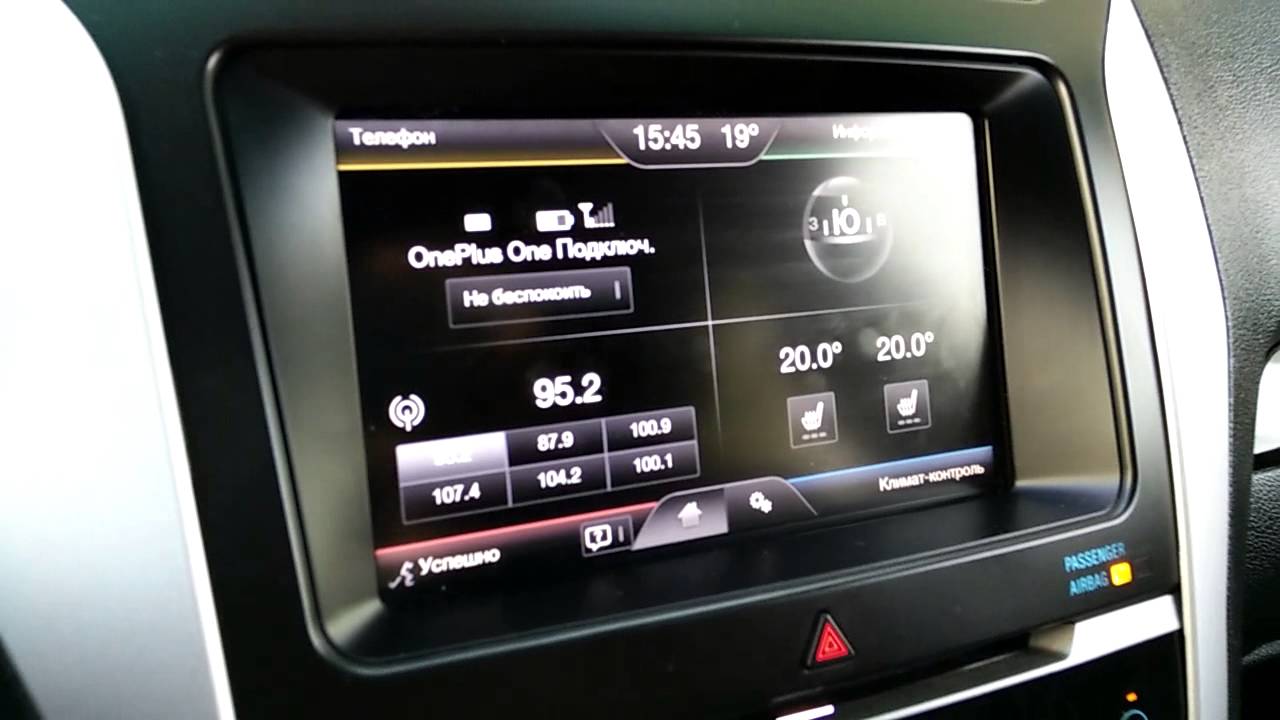 Телефон
15:45 19°
OnePlus One Подключ.
Не беспокоить
З Ю В
95.2
87.9 100.9
107.4 104.2 100.1
20.0° 20.0°
Климат-контроль
Успешно
PASSENGER
AIRBAG